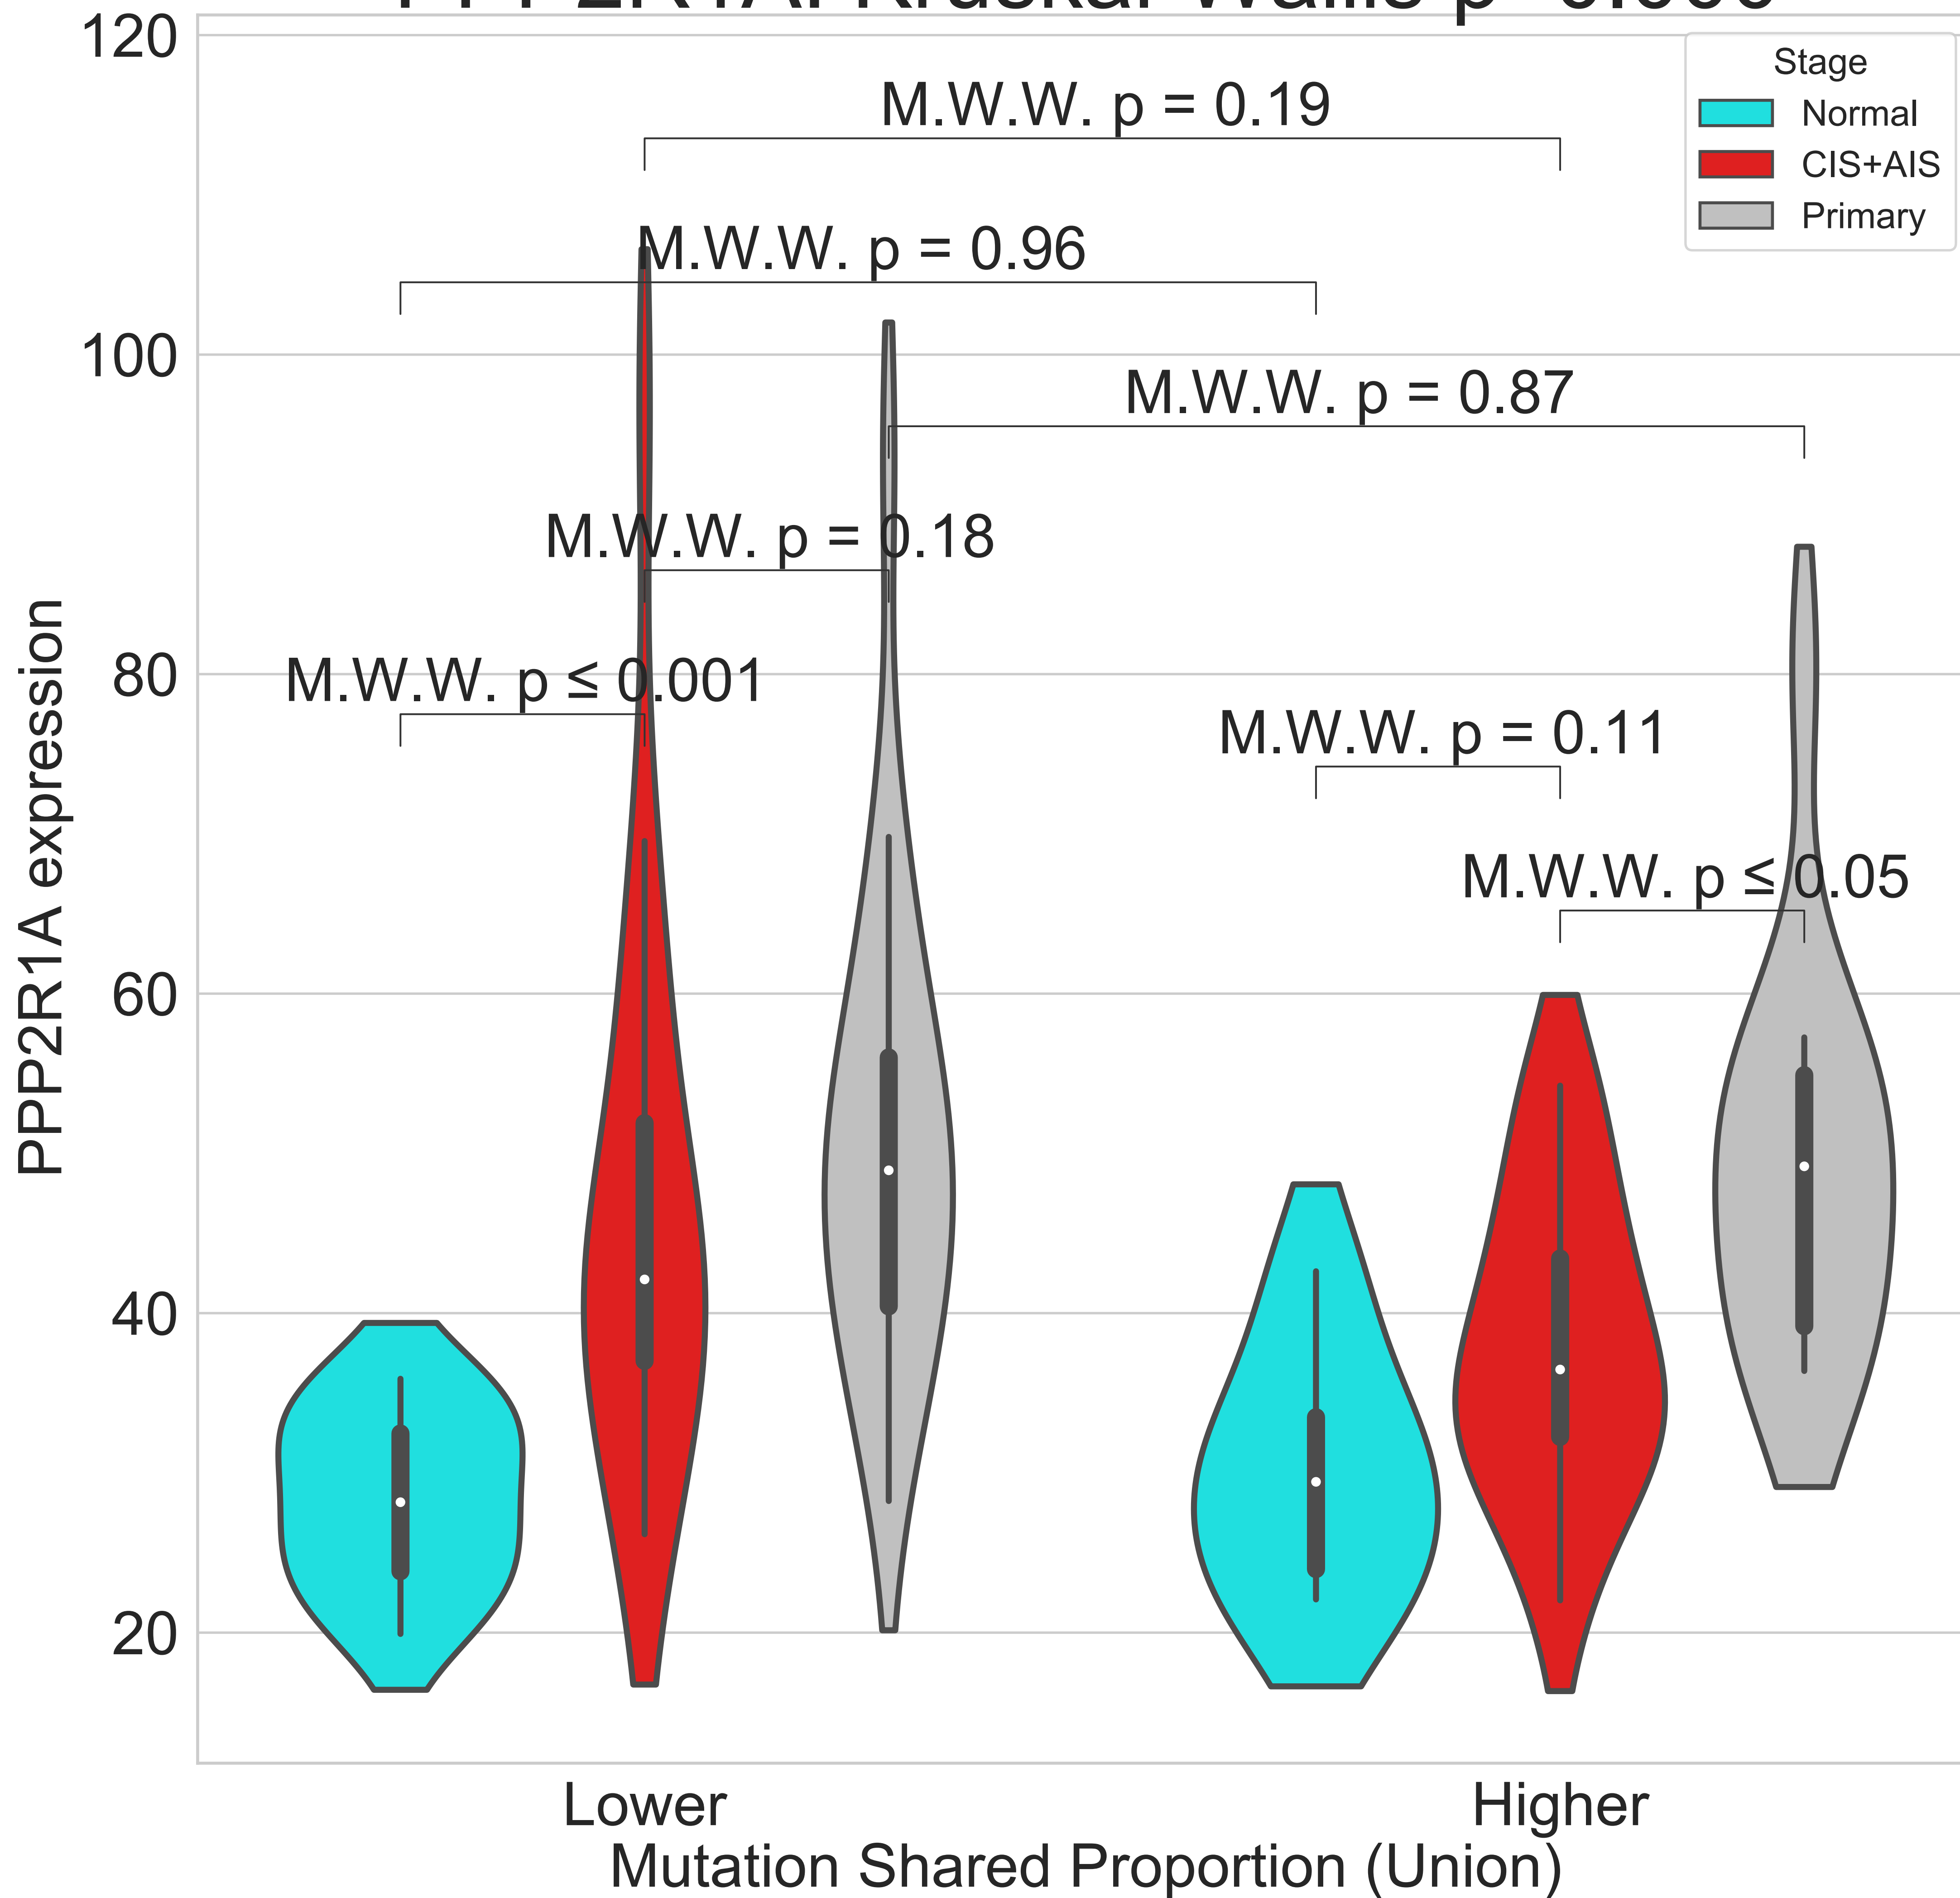 120
Stage
Normal
CIS+AIS
Primary
M.W.W. p = 0.19
M.W.W. p = 0.96
100
M.W.W. p = 0.87
M.W.W. p = 0.18
80
M.W.W. p ≤ 0.001
M.W.W. p = 0.11
M.W.W. p ≤ 0.05
PPP2R1A expression
60
40
20
Lower
Higher
Mutation Shared Proportion (Union)